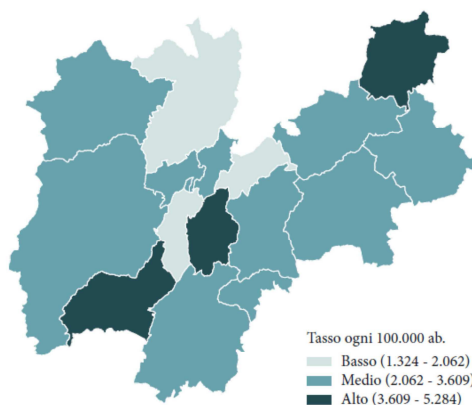 Tasso ogni 100.000 ab.
Basso (1.324 - 2.062)
Medio (2.062 - 3.609)
Alto (3.609 - 5.284)